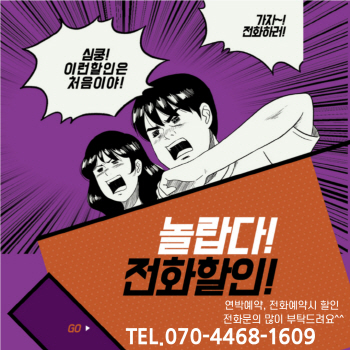 심쿵!
이런할인은
처음이야!
가자~!
전화하러!
놀랍다!
전화할인!
연박예약, 전화예약시 할인
전화문의 많이 부탁드려요^^
GO ▶
TEL.070-4468-1609